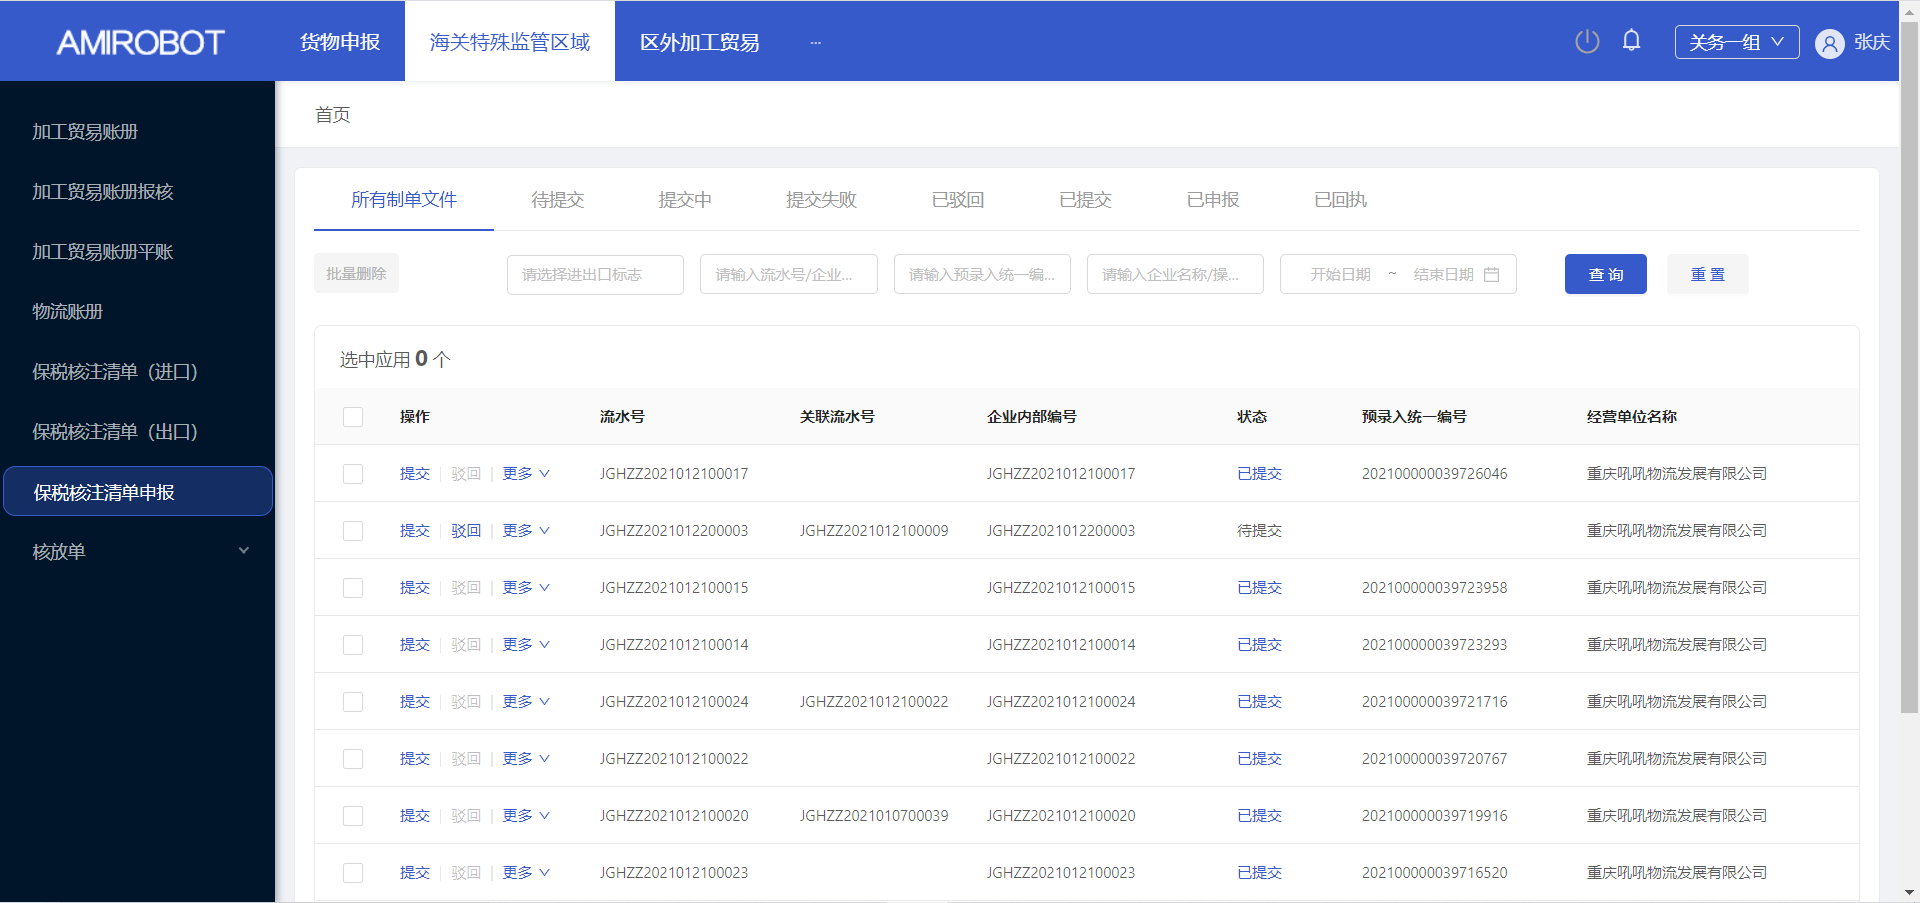 AMIROBOT
货物申报
海关特殊监管区域
区外加工贸易
...
关务一组
张庆
加工贸易账册
加工贸易账册报核
加工贸易账册平账
物流账册
保税核注清单（进口）
保税核注清单（出口）
保税核注清单申报
核放单
首页
所有制单文件 待提交 提交中 提交失败 已驳回 已提交 已申报 已回执
批量删除 请选择进出口标志 请输入流水号/企业... 请输入预录入统一编... 请输入企业名称/操... 开始日期 ~ 结束日期 查 询 重 置
选中应用 0 个
操作 流水号 关联流水号 企业内部编号 状态 预录入统一编号 经营单位名称
提交 驳回 更多 JGHZZ2021012100017 JGHZZ2021012100017 已提交 202100000039726046 重庆吼吼物流发展有限公司
提交 驳回 更多 JGHZZ2021012200003 JGHZZ2021012100009 JGHZZ2021012200003 待提交 重庆吼吼物流发展有限公司
提交 驳回 更多 JGHZZ2021012100015 JGHZZ2021012100015 已提交 202100000039723958 重庆吼吼物流发展有限公司
提交 驳回 更多 JGHZZ2021012100014 JGHZZ2021012100014 已提交 202100000039723293 重庆吼吼物流发展有限公司
提交 驳回 更多 JGHZZ2021012100024 JGHZZ2021012100022 JGHZZ2021012100024 已提交 202100000039721716 重庆吼吼物流发展有限公司
提交 驳回 更多 JGHZZ2021012100022 JGHZZ2021012100022 已提交 202100000039720767 重庆吼吼物流发展有限公司
提交 驳回 更多 JGHZZ2021012100020 JGHZZ2021010700039 JGHZZ2021012100020 已提交 202100000039719916 重庆吼吼物流发展有限公司
提交 驳回 更多 JGHZZ2021012100023 JGHZZ2021012100023 已提交 202100000039716520 重庆吼吼物流发展有限公司